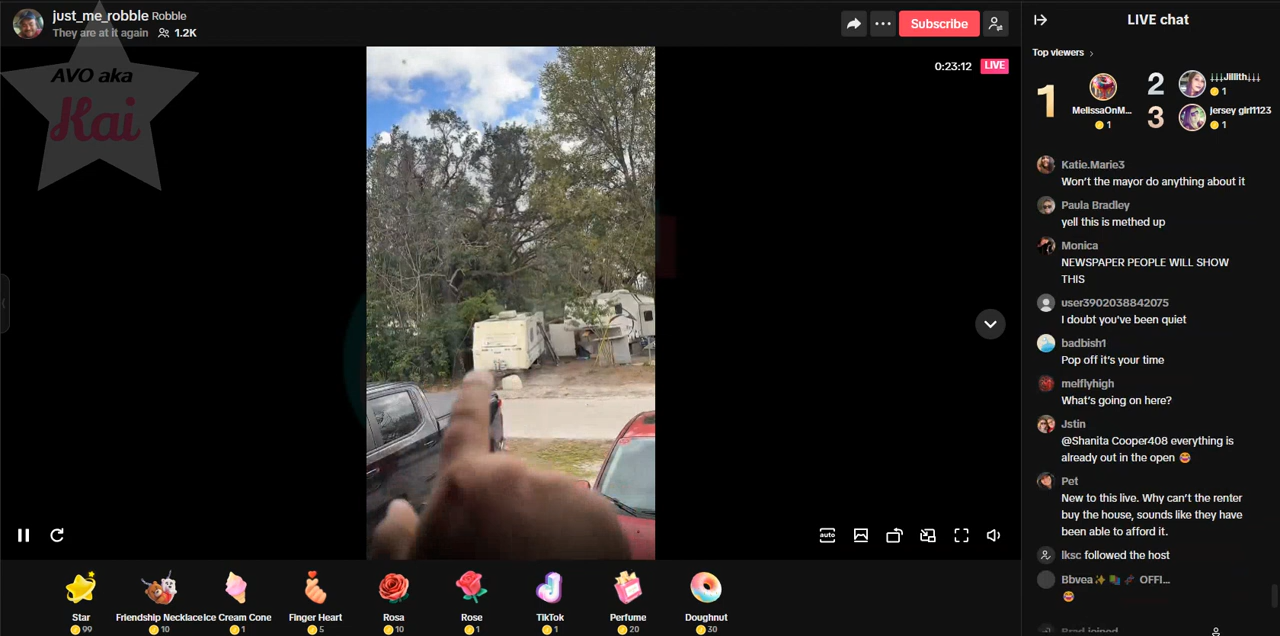 just_me_robble Robble
They are at it again 1.2K
Subscribe
AVO aka
Kai
0:23:12 LIVE
auto
Star
99
Friendship Necklace
10
Ice Cream Cone
1
Finger Heart
5
Rosa
10
Rose
1
TikTok
1
Perfume
20
Doughnut
30
LIVE chat
Top viewers
1
MelissaOnM...
1
2
Jillith
1
3
jersey girl1123
1
Katie.Marie3
Won't the mayor do anything about it
Paula Bradley
yell this is methed up
Monica
NEWSPAPER PEOPLE WILL SHOW
THIS
user3902038842075
I doubt you've been quiet
badbish1
Pop off it's your time
melflyhigh
What's going on here?
Jstin
@Shanita Cooper408 everything is
already out in the open 😂
Pet
New to this live. Why can't the renter
buy the house, sounds like they have
been able to afford it.
lksc followed the host
Bbvea✨ OFFI...
😂
Brad joined